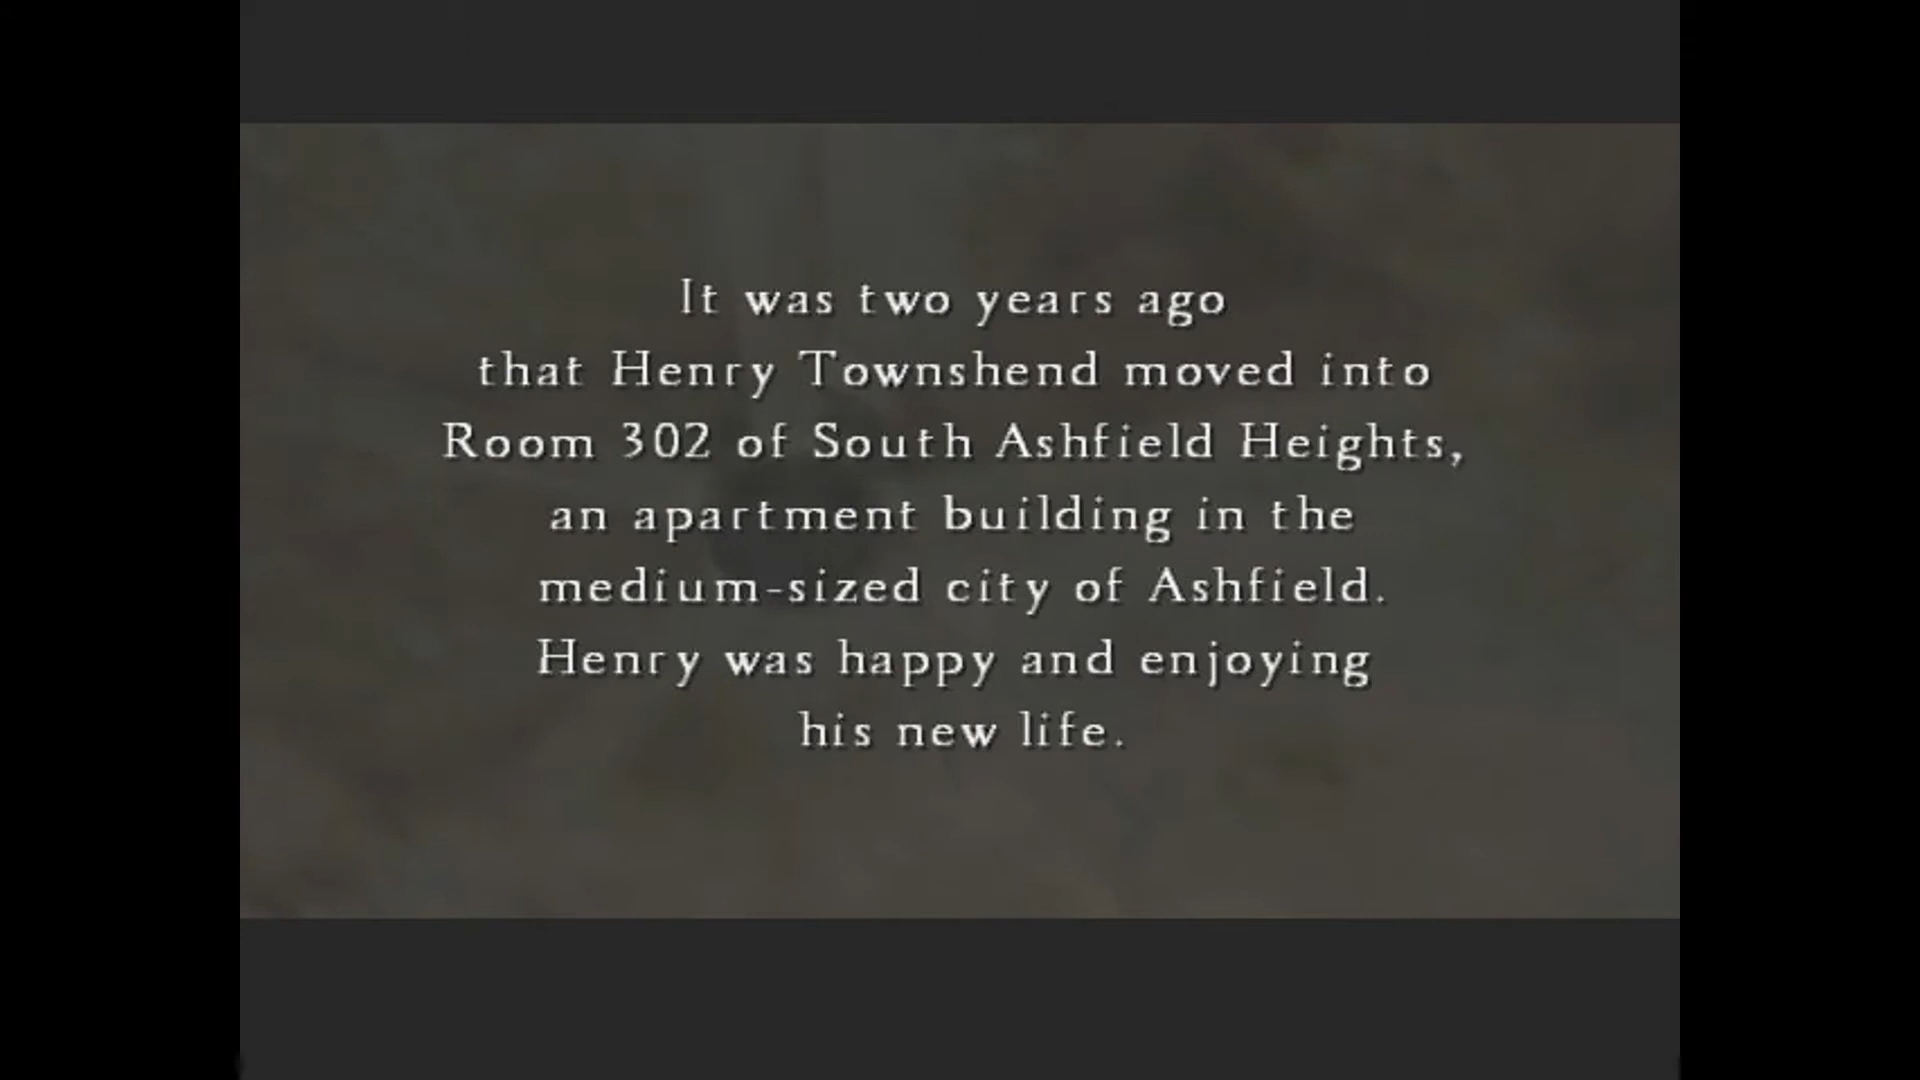 It was two years ago
that Henry Townshend moved into
Room 302 of South Ashfield Heights,
an apartment building in the
medium-sized city of Ashfield.
Henry was happy and enjoying
his new life.